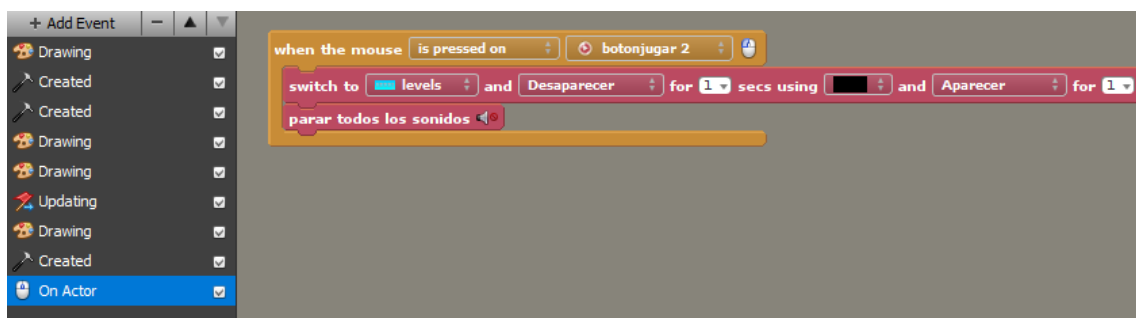 + Add Event
Drawing
Created
Created
Drawing
Drawing
Updating
Drawing
Created
On Actor
when the mouse is pressed on botonjugar 2
switch to levels and Desaparecer for 1 secs using and Aparecer for 1
parar todos los sonidos